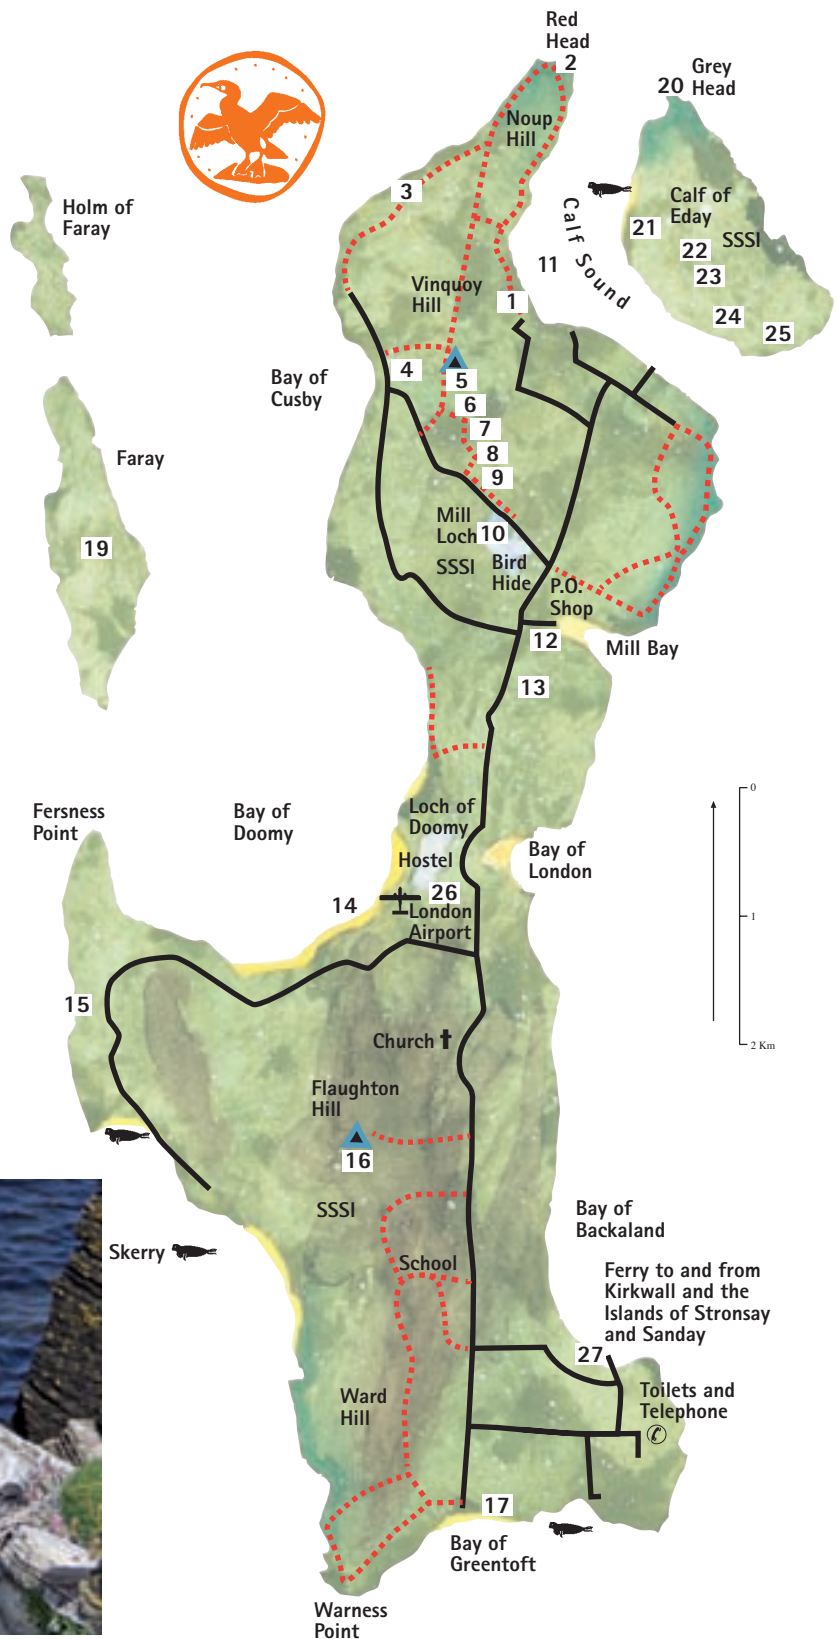 Red
Head
2
Grey
Head
20
Noup
Hill
Holm of
Faray
3
Calf of
Eday
21
SSSI
22
23
Calf Sound
11
Vinquoy
Hill
1
24
25
4
5
Bay of
Cusby
6
7
8
9
Faray
19
Mill
Loch
10
SSSI
Bird
Hide
P.O.
Shop
12
Mill Bay
13
Fersness
Point
Bay of
Doomy
Loch of
Doomy
Hostel
Bay of
London
0
1
2 Km
14
26
London
Airport
15
Church
Flaughton
Hill
16
SSSI
Bay of
Backaland
Skerry
School
Ferry to and from
Kirkwall and the
Islands of Stronsay
and Sanday
27
Ward
Hill
Toilets and
Telephone
17
Bay of
Greentoft
Warness
Point